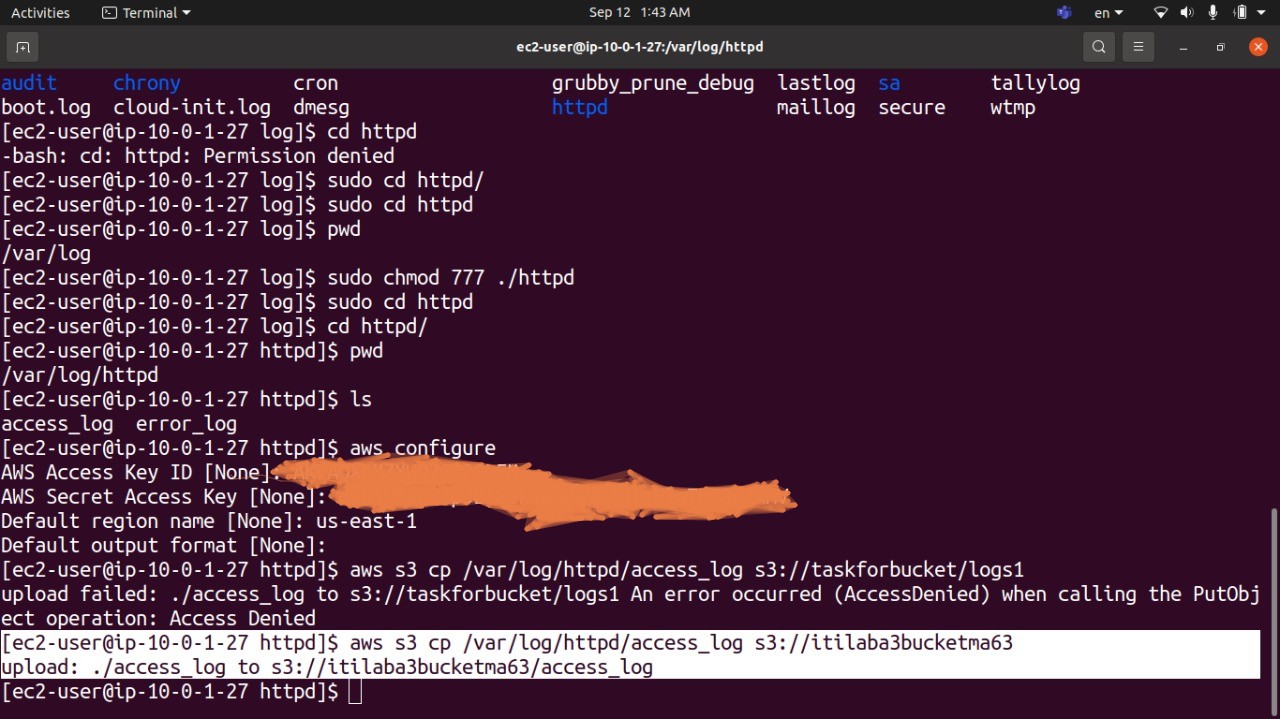 Activities Terminal Sep 12 1:43 AM en
ec2-user@ip-10-0-1-27:/var/log/httpd
audit chrony cron grubby_prune_debug lastlog sa tallylog
boot.log cloud-init.log dmesg httpd maillog secure wtmp
[ec2-user@ip-10-0-1-27 log]$ cd httpd
-bash: cd: httpd: Permission denied
[ec2-user@ip-10-0-1-27 log]$ sudo cd httpd/
[ec2-user@ip-10-0-1-27 log]$ sudo cd httpd
[ec2-user@ip-10-0-1-27 log]$ pwd
/var/log
[ec2-user@ip-10-0-1-27 log]$ sudo chmod 777 ./httpd
[ec2-user@ip-10-0-1-27 log]$ sudo cd httpd
[ec2-user@ip-10-0-1-27 log]$ cd httpd/
[ec2-user@ip-10-0-1-27 httpd]$ pwd
/var/log/httpd
[ec2-user@ip-10-0-1-27 httpd]$ ls
access_log error_log
[ec2-user@ip-10-0-1-27 httpd]$ aws configure
AWS Access Key ID [None]:
AWS Secret Access Key [None]:
Default region name [None]: us-east-1
Default output format [None]:
[ec2-user@ip-10-0-1-27 httpd]$ aws s3 cp /var/log/httpd/access_log s3://taskforbucket/logs1
upload failed: ./access_log to s3://taskforbucket/logs1 An error occurred (AccessDenied) when calling the PutObj
ect operation: Access Denied
[ec2-user@ip-10-0-1-27 httpd]$ aws s3 cp /var/log/httpd/access_log s3://itilaba3bucketma63
upload: ./access_log to s3://itilaba3bucketma63/access_log
[ec2-user@ip-10-0-1-27 httpd]$